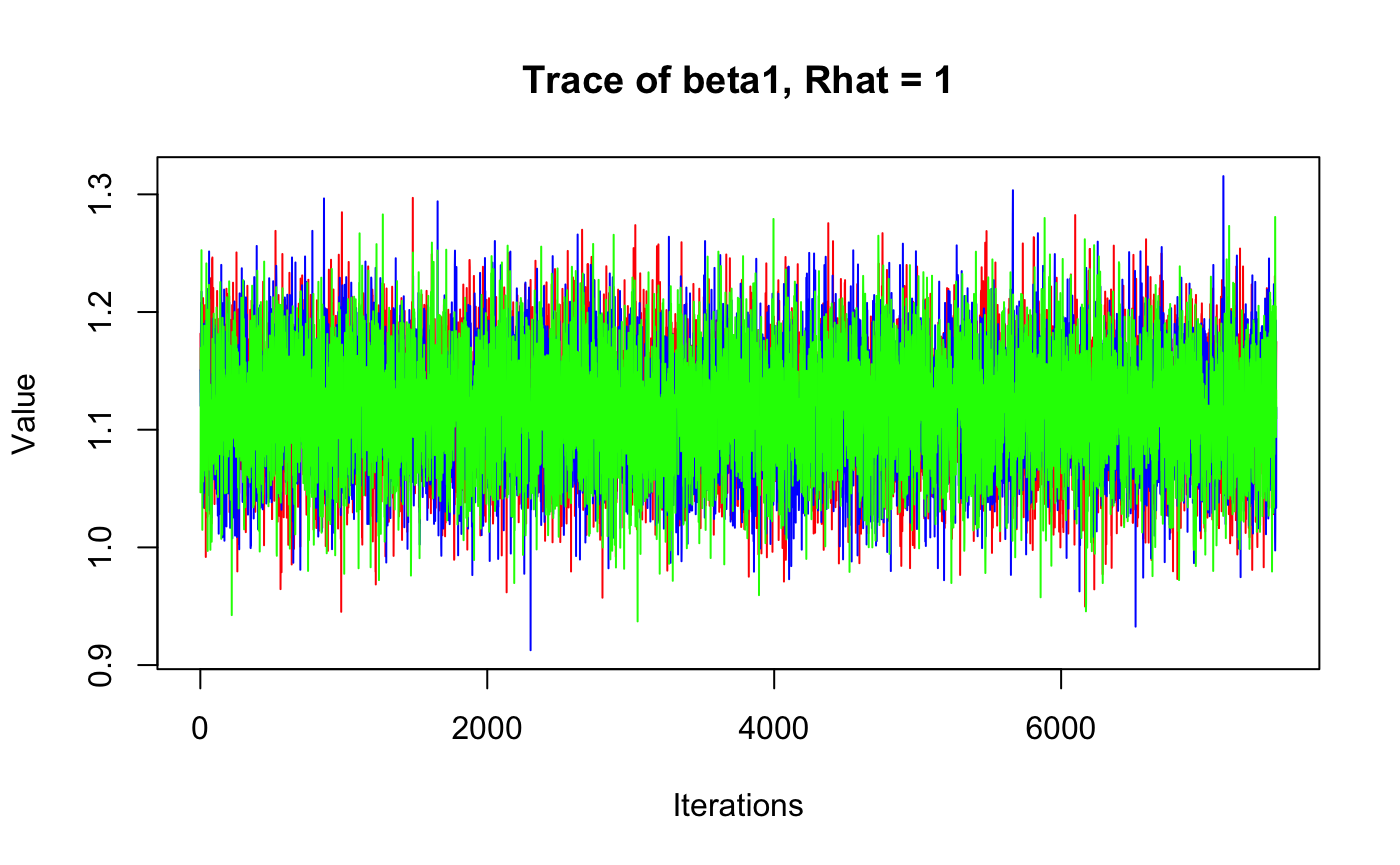 Trace of beta1, Rhat = 1
Value
1.3
1.2
1.1
1.0
0.9
0 2000 4000 6000
Iterations